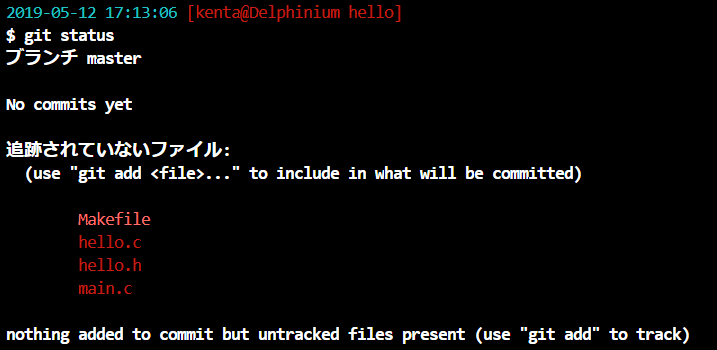 2019-05-12 17:13:06 [kenta@Delphinium hello]
$ git status
ブランチ master
No commits yet
追跡されていないファイル:
(use "git add <file>..." to include in what will be committed)
Makefile
hello.c
hello.h
main.c
nothing added to commit but untracked files present (use "git add" to track)